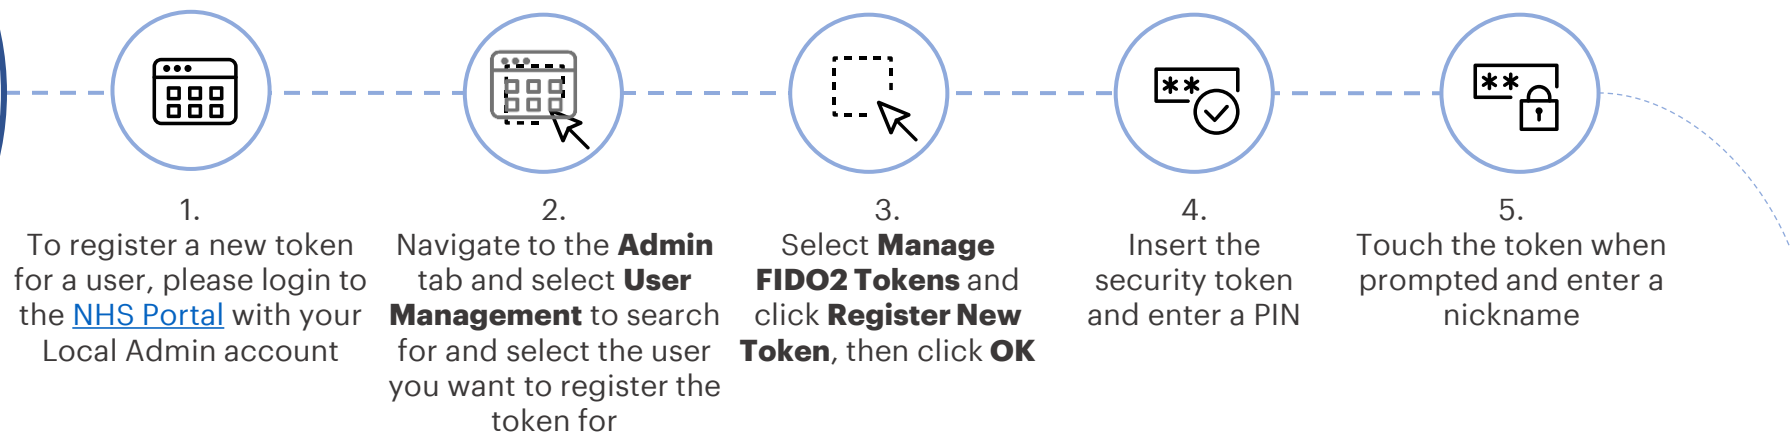 1.
To register a new token
for a user, please login to
the NHS Portal with your
Local Admin account
2.
Navigate to the Admin
tab and select User
Management to search
for and select the user
you want to register the
token for
3.
Select Manage
FIDO2 Tokens and
click Register New
Token, then click OK
4.
Insert the
security token
and enter a PIN
5.
Touch the token when
prompted and enter a
nickname